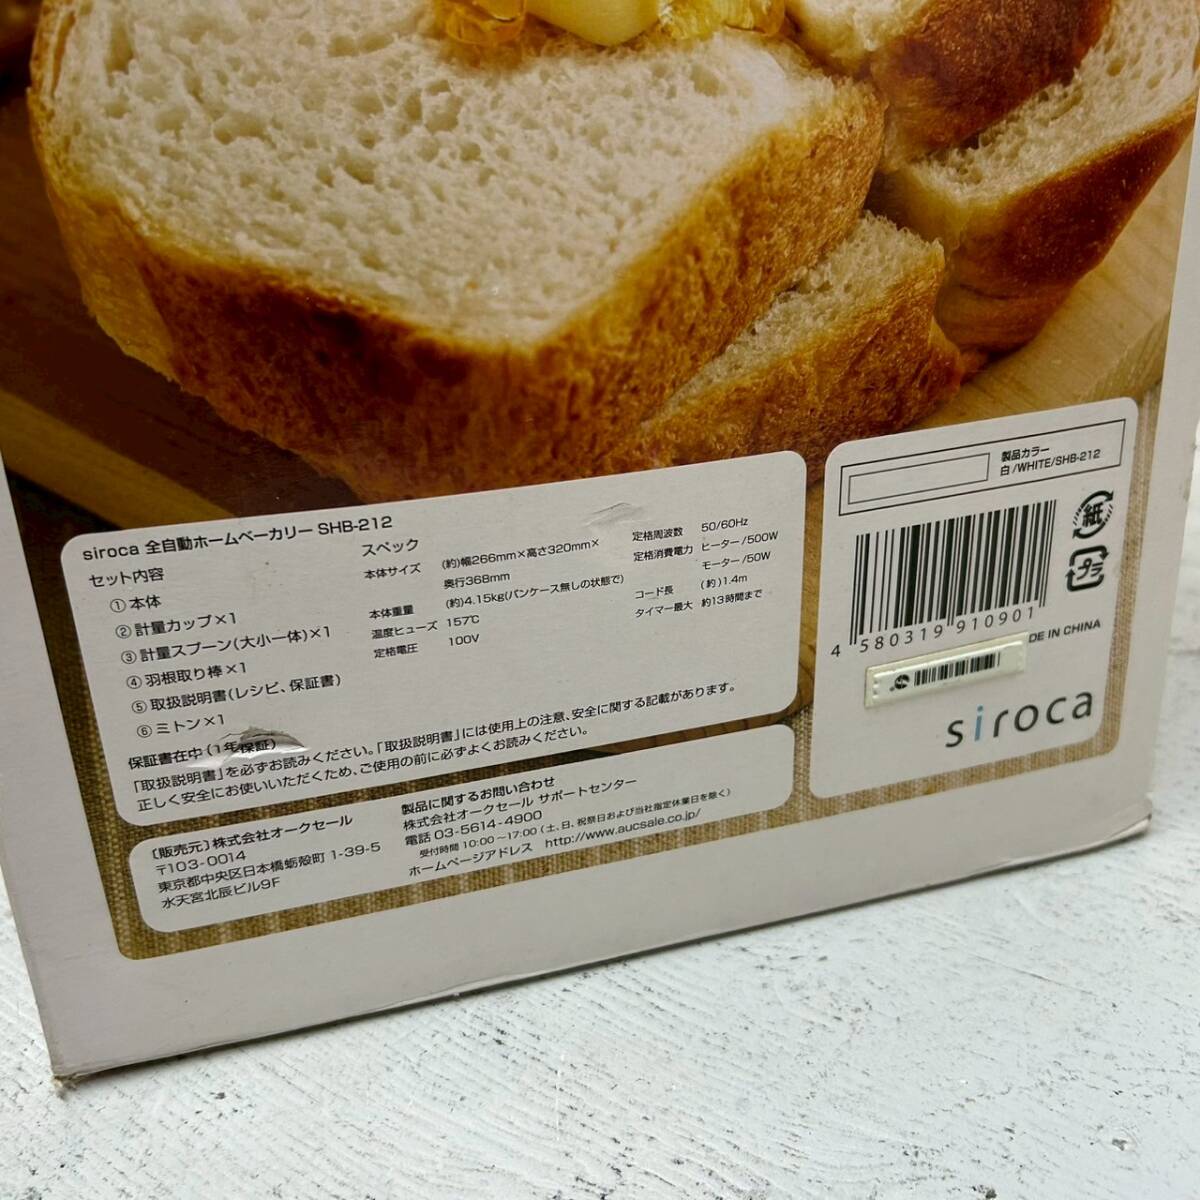 siroca 全自動ホームベーカリー SHB-212
セット内容
①本体
②計量カップ×1
③計量スプーン(大小一体)×1
④羽根取り棒×1
⑤取扱説明書(レシピ、保証書)
⑥ミトン×1
スペック
本体サイズ (約)幅266mm×高さ320mm×
奥行368mm
本体重量 (約)4.15kg(パンケース無しの状態で)
温度ヒューズ 157℃
定格電圧 100V
定格周波数 50/60Hz
定格消費電力 ヒーター/500W
モーター/50W
コード長 (約)1.4m
タイマー最大 約13時間まで
保証書在中(1年保証)
「取扱説明書」を必ずお読みください。「取扱説明書」には使用上の注意、安全に関する記載があります。
正しく安全にお使いいただくため、ご使用の前に必ずよくお読みください。
〔販売元〕株式会社オークセール
〒103-0014
東京都中央区日本橋蛎殻町 1-39-5
水天宮北辰ビル9F
製品に関するお問い合わせ
株式会社オークセール サポートセンター
電話 03-5614-4900
受付時間 10:00～17:00(土、日、祝祭日および当社指定休業日を除く)
ホームページアドレス http://www.aucsale.co.jp/
製品カラー
白/WHITE/SHB-212
紙
プラ
4 580319 910901
DE IN CHINA
siroca